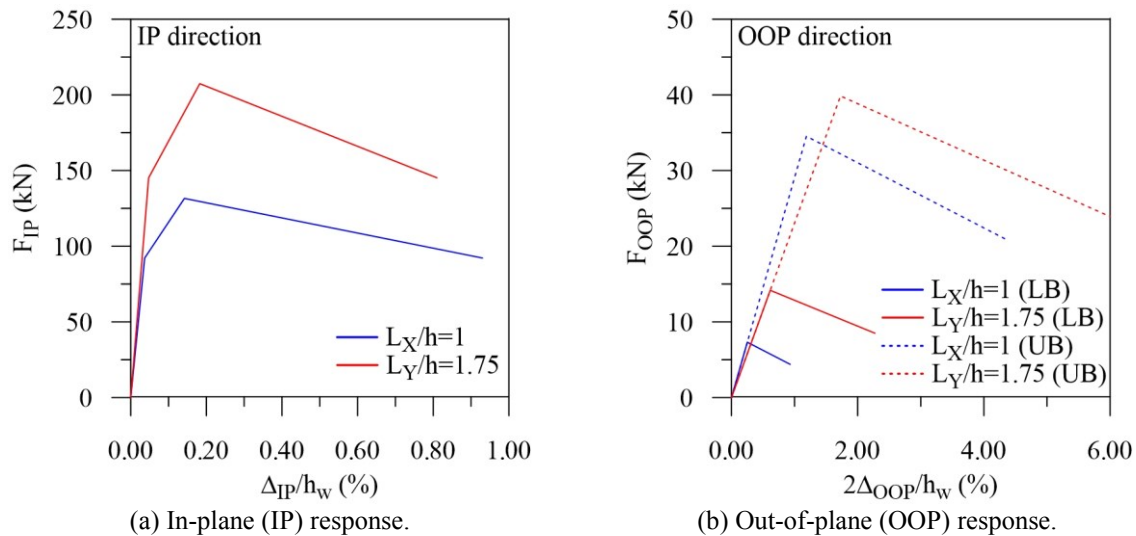 IP direction
F_IP (kN)
250
200
150
100
50
0
L_X/h=1
L_Y/h=1.75
0.00 0.20 0.40 0.60 0.80 1.00
Δ_IP/h_w (%)
(a) In-plane (IP) response.
OOP direction
F_OOP (kN)
50
40
30
20
10
0
L_X/h=1 (LB)
L_Y/h=1.75 (LB)
L_X/h=1 (UB)
L_Y/h=1.75 (UB)
0.00 2.00 4.00 6.00
2Δ_OOP/h_w (%)
(b) Out-of-plane (OOP) response.